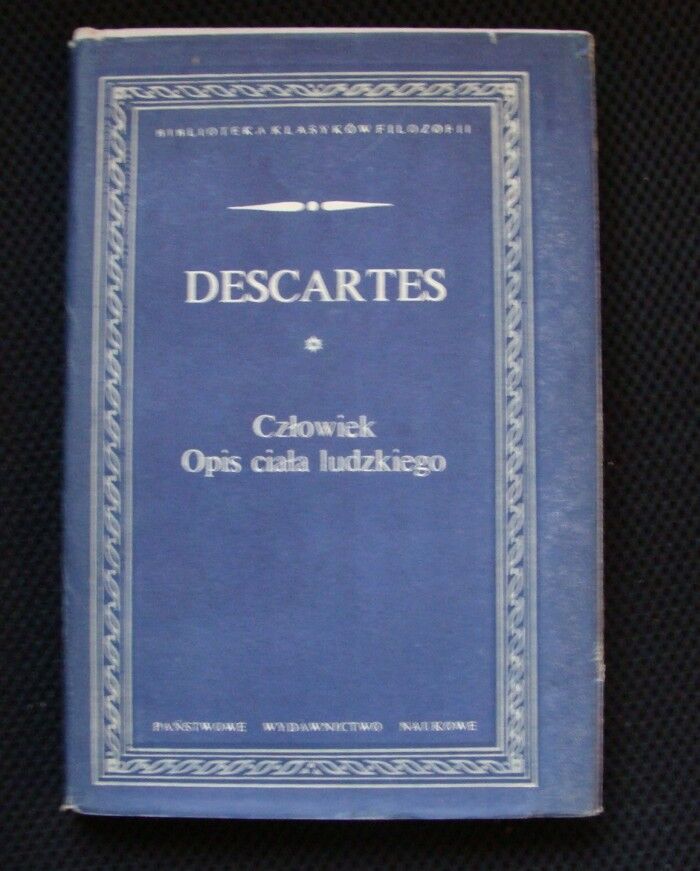 BIBLIOTEKA KLASYKÓW FILOZOFII
DESCARTES
Człowiek
Opis ciała ludzkiego
PAŃSTWOWE WYDAWNICTWO NAUKOWE